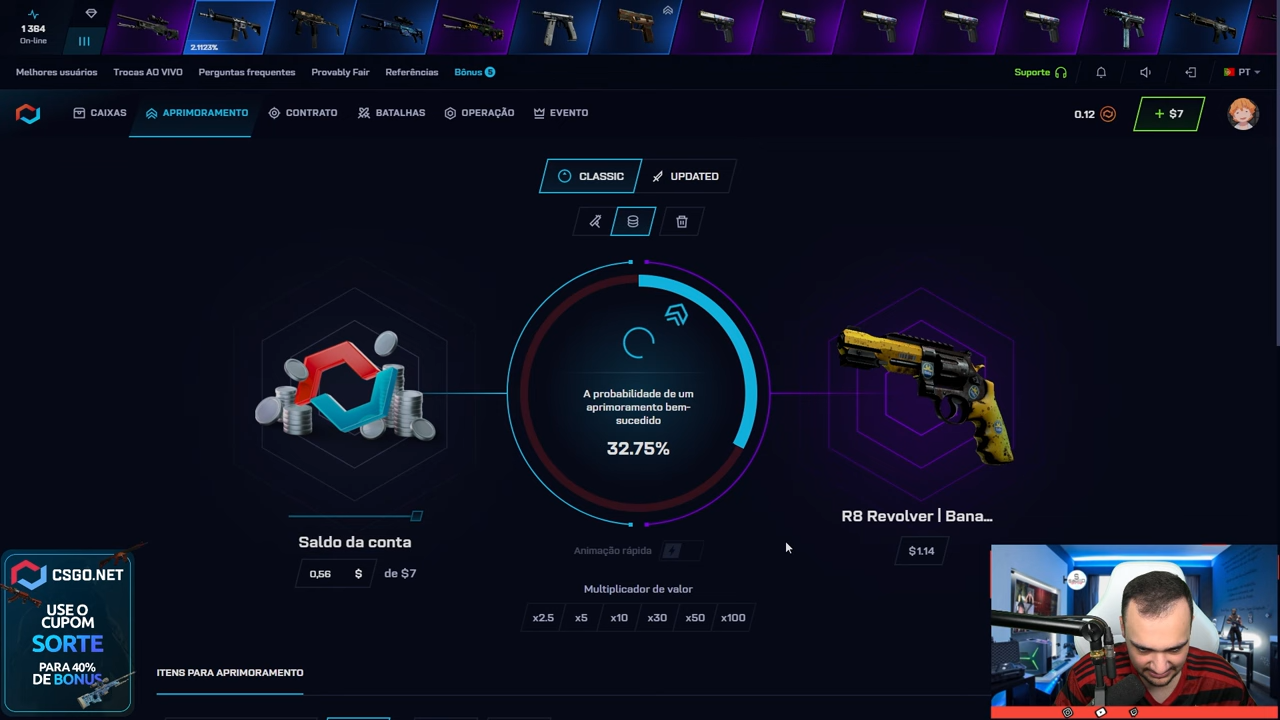 1 364
On-line
2.1123%
Melhores usuários
Trocas AO VIVO
Perguntas frequentes
Provably Fair
Referências
Bônus 5
Suporte
PT
CAIXAS
APRIMORAMENTO
CONTRATO
BATALHAS
OPERAÇÃO
EVENTO
0.12
+ $7
CLASSIC
UPDATED
A probabilidade de um
aprimoramento bem-
sucedido
32.75%
Saldo da conta
0,56 $ de $7
R8 Revolver | Bana...
$1.14
Animação rápida
Multiplicador de valor
x2.5 x5 x10 x30 x50 x100
ITENS PARA APRIMORAMENTO
CSGO.NET
USE O
CUPOM
SORTE
PARA 40%
DE BONUS